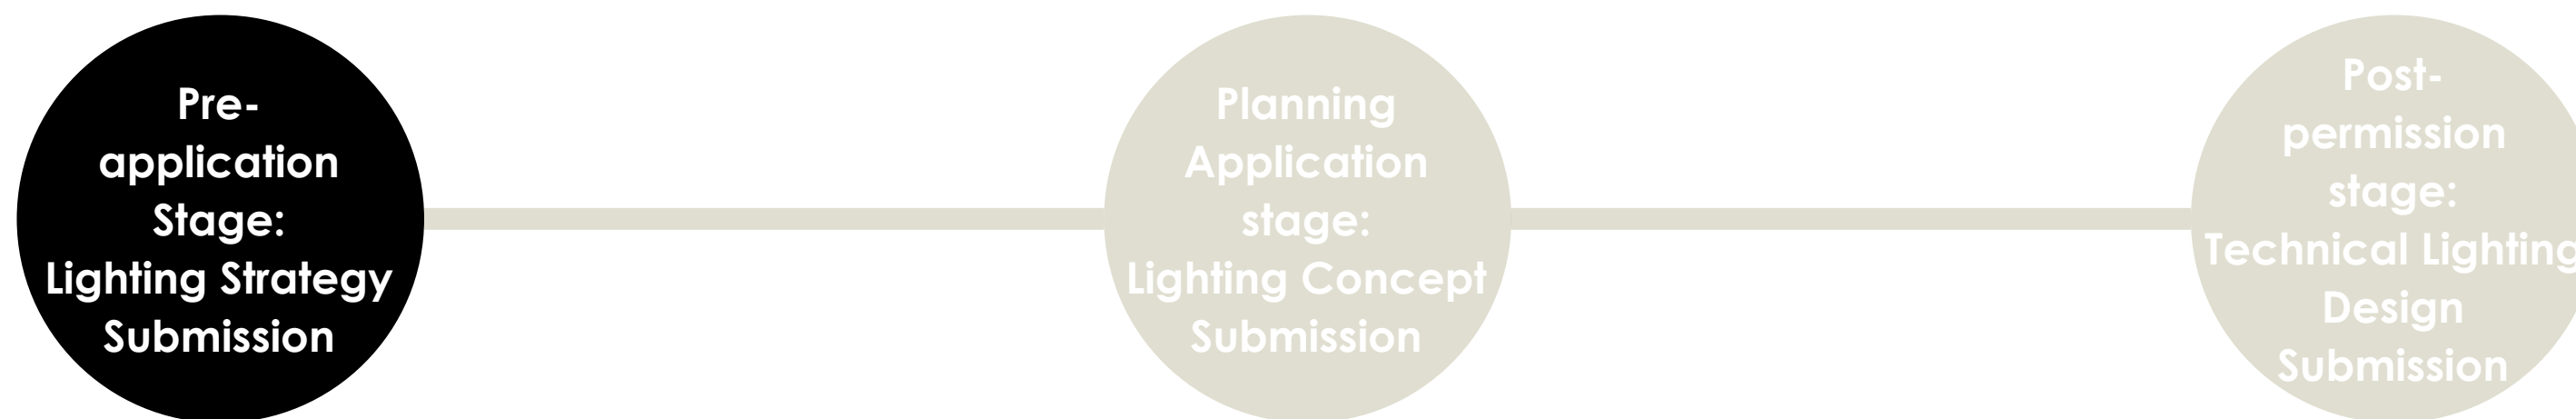 Pre-
application
Stage:
Lighting Strategy
Submission
Planning
Application
stage:
Lighting Concept
Submission
Post-
permission
stage:
Technical Lighting
Design
Submission